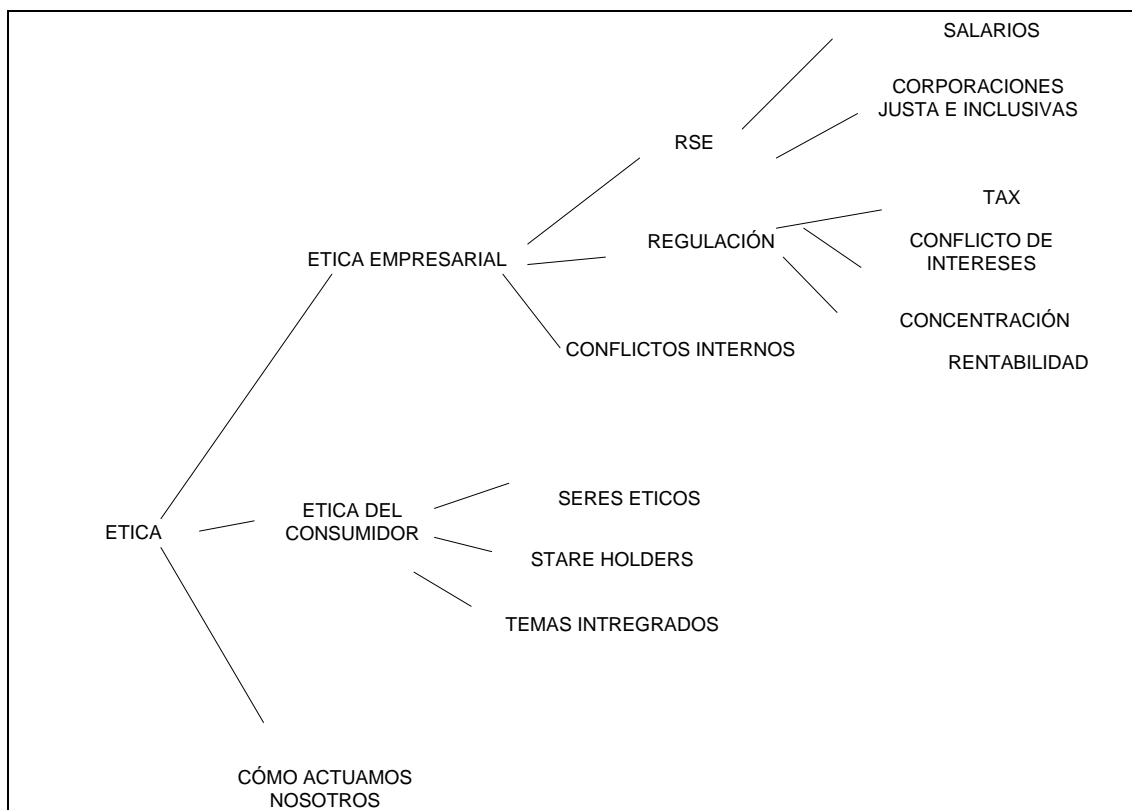 SALARIOS
CORPORACIONES
JUSTA E INCLUSIVAS
RSE
TAX
REGULACIÓN
CONFLICTO DE
INTERESES
ETICA EMPRESARIAL
CONCENTRACIÓN
CONFLICTOS INTERNOS
RENTABILIDAD
SERES ETICOS
ETICA DEL
CONSUMIDOR
ETICA
STARE HOLDERS
TEMAS INTREGRADOS
CÓMO ACTUAMOS
NOSOTROS